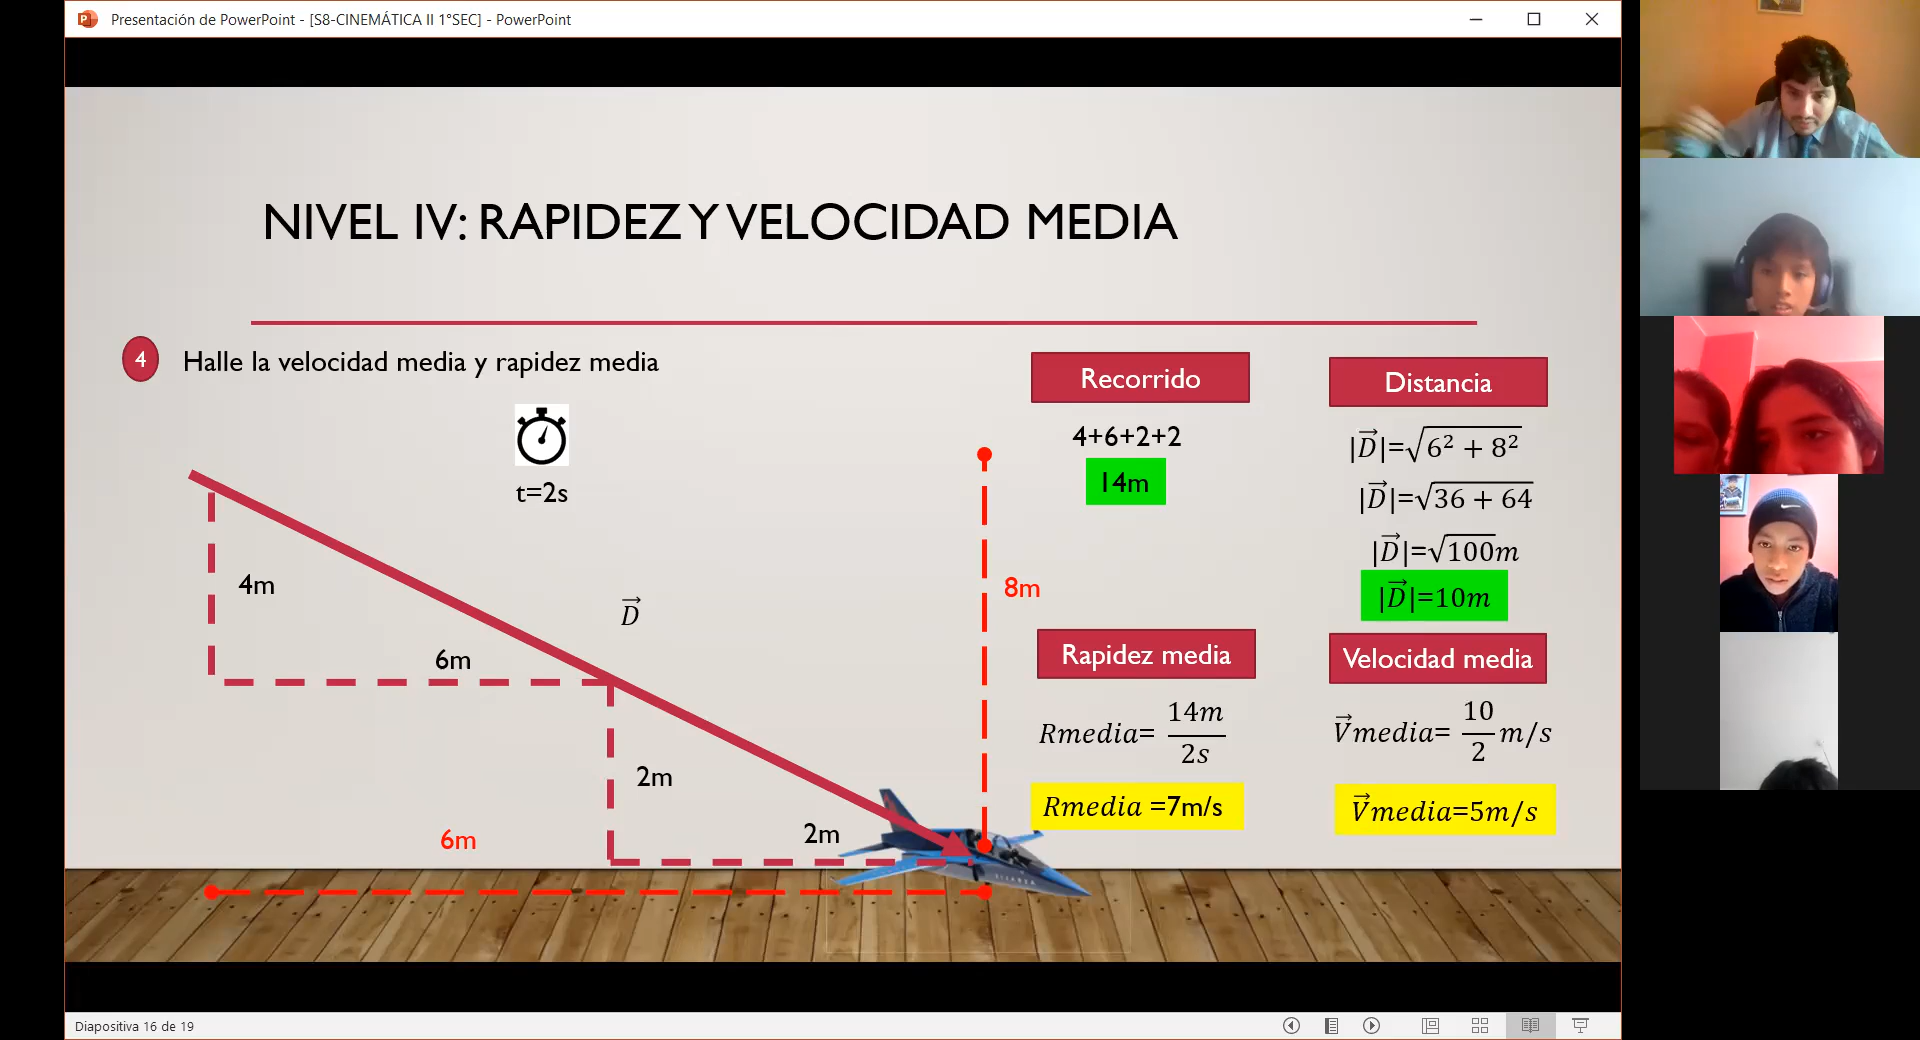 Presentación de PowerPoint - [S8-CINEMÁTICA II 1°SEC] - PowerPoint
NIVEL IV: RAPIDEZ Y VELOCIDAD MEDIA
4 Halle la velocidad media y rapidez media
t=2s
4m
6m
D⃗
2m
2m
6m
8m
Recorrido
4+6+2+2
14m
Distancia
|D⃗|=√(6² + 8²)
|D⃗|=√(36 + 64)
|D⃗|=√100m
|D⃗|=10m
Rapidez media
Rmedia= 14m/2s
Rmedia =7m/s
Velocidad media
V⃗media= 10/2 m/s
V⃗media=5m/s
Diapositiva 16 de 19